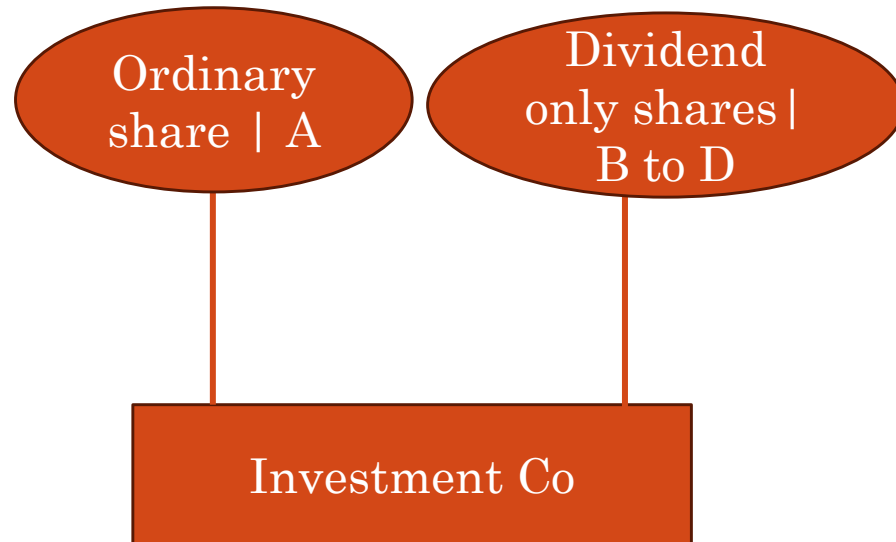 Ordinary
share | A
Dividend
only shares|
B to D
Investment Co